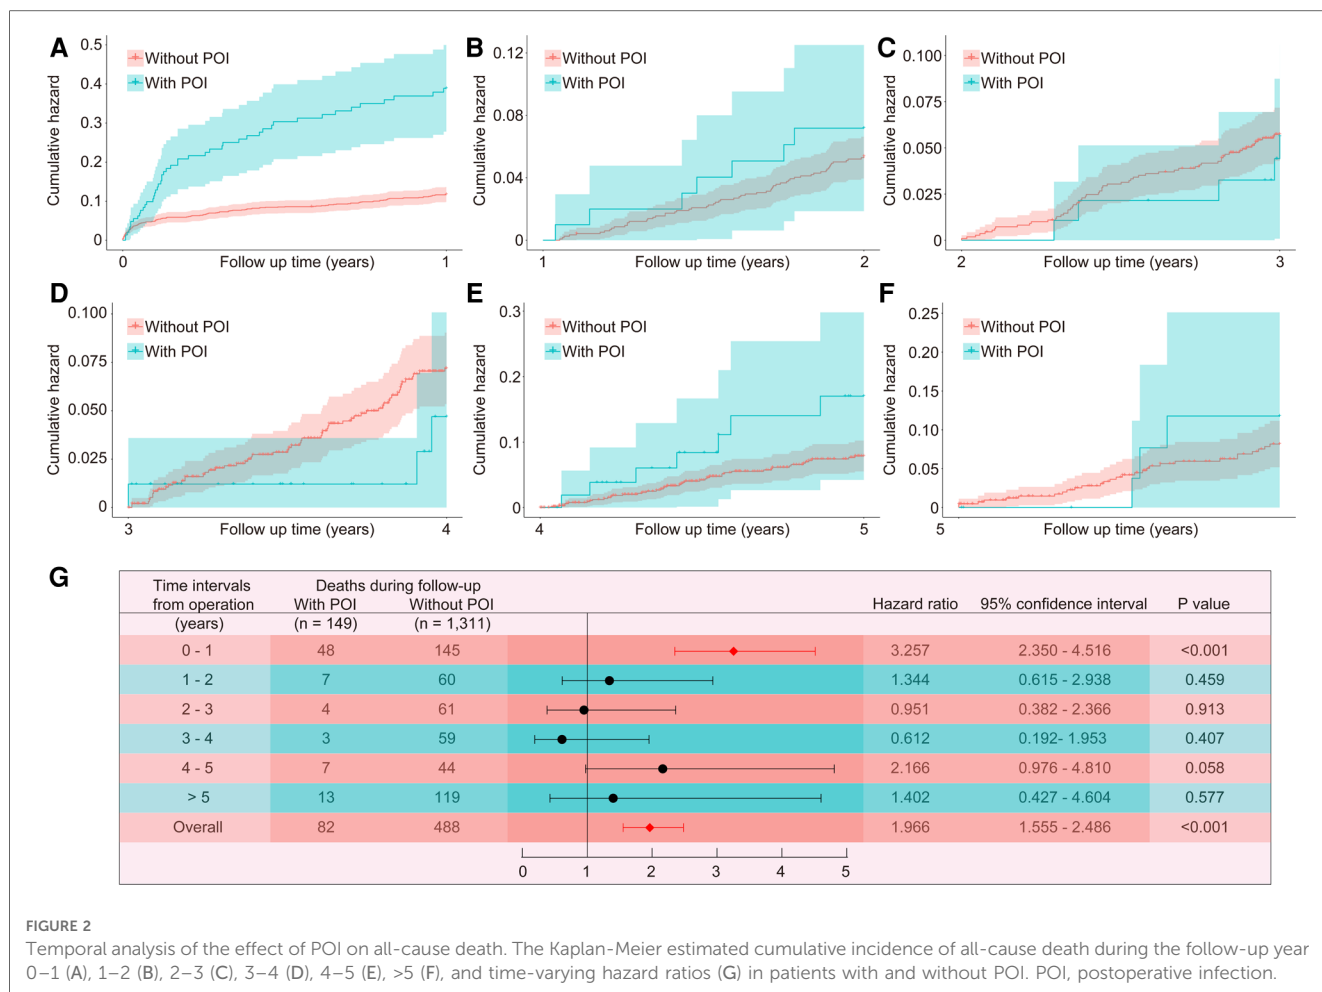 A
0.5
0.4
0.3
0.2
0.1
0
Cumulative hazard
Without POI
With POI
0
Follow up time (years)
1
B
0.12
0.08
0.04
0
Cumulative hazard
Without POI
With POI
1
Follow up time (years)
2
C
0.100
0.050
0.075
0.025
0
Cumulative hazard
Without POI
With POI
2
Follow up time (years)
3
D
0.100
0.075
0.050
0.025
0
Cumulative hazard
Without POI
With POI
3
Follow up time (years)
4
E
0.3
0.2
0.1
0
Cumulative hazard
Without POI
With POI
4
Follow up time (years)
5
F
0.25
0.20
0.15
0.10
0.05
0
Cumulative hazard
Without POI
With POI
5
Follow up time (years)
G
Time intervals Deaths during follow-up
from operation With POI Without POI Hazard ratio 95% confidence interval P value
(years) (n = 149) (n = 1,311)
0 - 1 48 145 3.257 2.350 - 4.516 <0.001
1 - 2 7 60 1.344 0.615 - 2.938 0.459
2 - 3 4 61 0.951 0.382 - 2.366 0.913
3 - 4 3 59 0.612 0.192- 1.953 0.407
4 - 5 7 44 2.166 0.976 - 4.810 0.058
> 5 13 119 1.402 0.427 - 4.604 0.577
Overall 82 488 1.966 1.555 - 2.486 <0.001
0 1 2 3 4 5
FIGURE 2
Temporal analysis of the effect of POI on all-cause death. The Kaplan-Meier estimated cumulative incidence of all-cause death during the follow-up year
0–1 (A), 1–2 (B), 2–3 (C), 3–4 (D), 4–5 (E), >5 (F), and time-varying hazard ratios (G) in patients with and without POI. POI, postoperative infection.